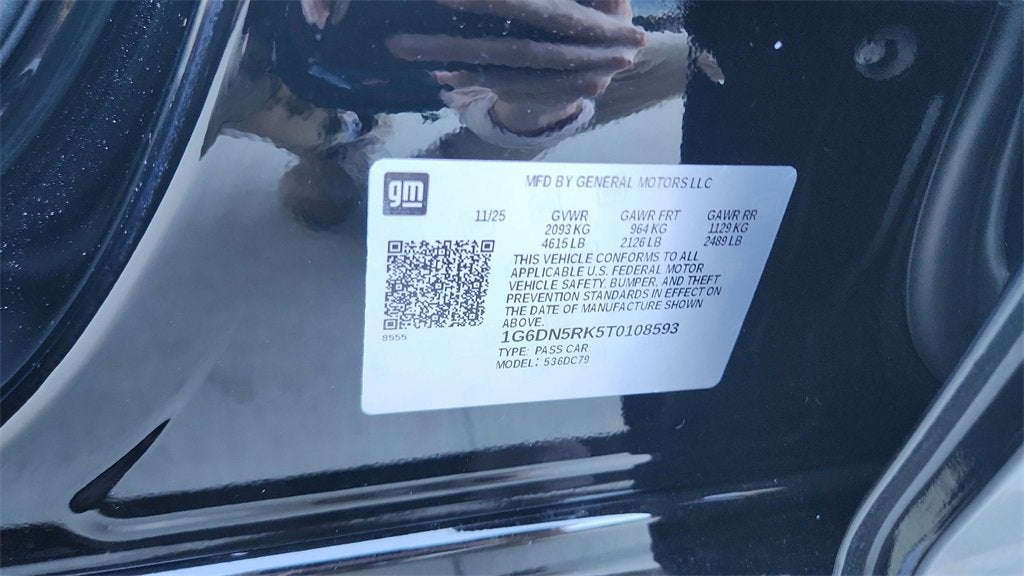 gm
MFD BY GENERAL MOTORS LLC
11/25 GVWR GAWR FRT GAWR RR
2093 KG 964 KG 1129 KG
4615 LB 2126 LB 2489 LB
THIS VEHICLE CONFORMS TO ALL
APPLICABLE U.S. FEDERAL MOTOR
VEHICLE SAFETY, BUMPER, AND THEFT
PREVENTION STANDARDS IN EFFECT ON
THE DATE OF MANUFACTURE SHOWN
ABOVE.
8555
1G6DN5RK5T0108593
TYPE: PASS CAR
MODEL: 536DC79